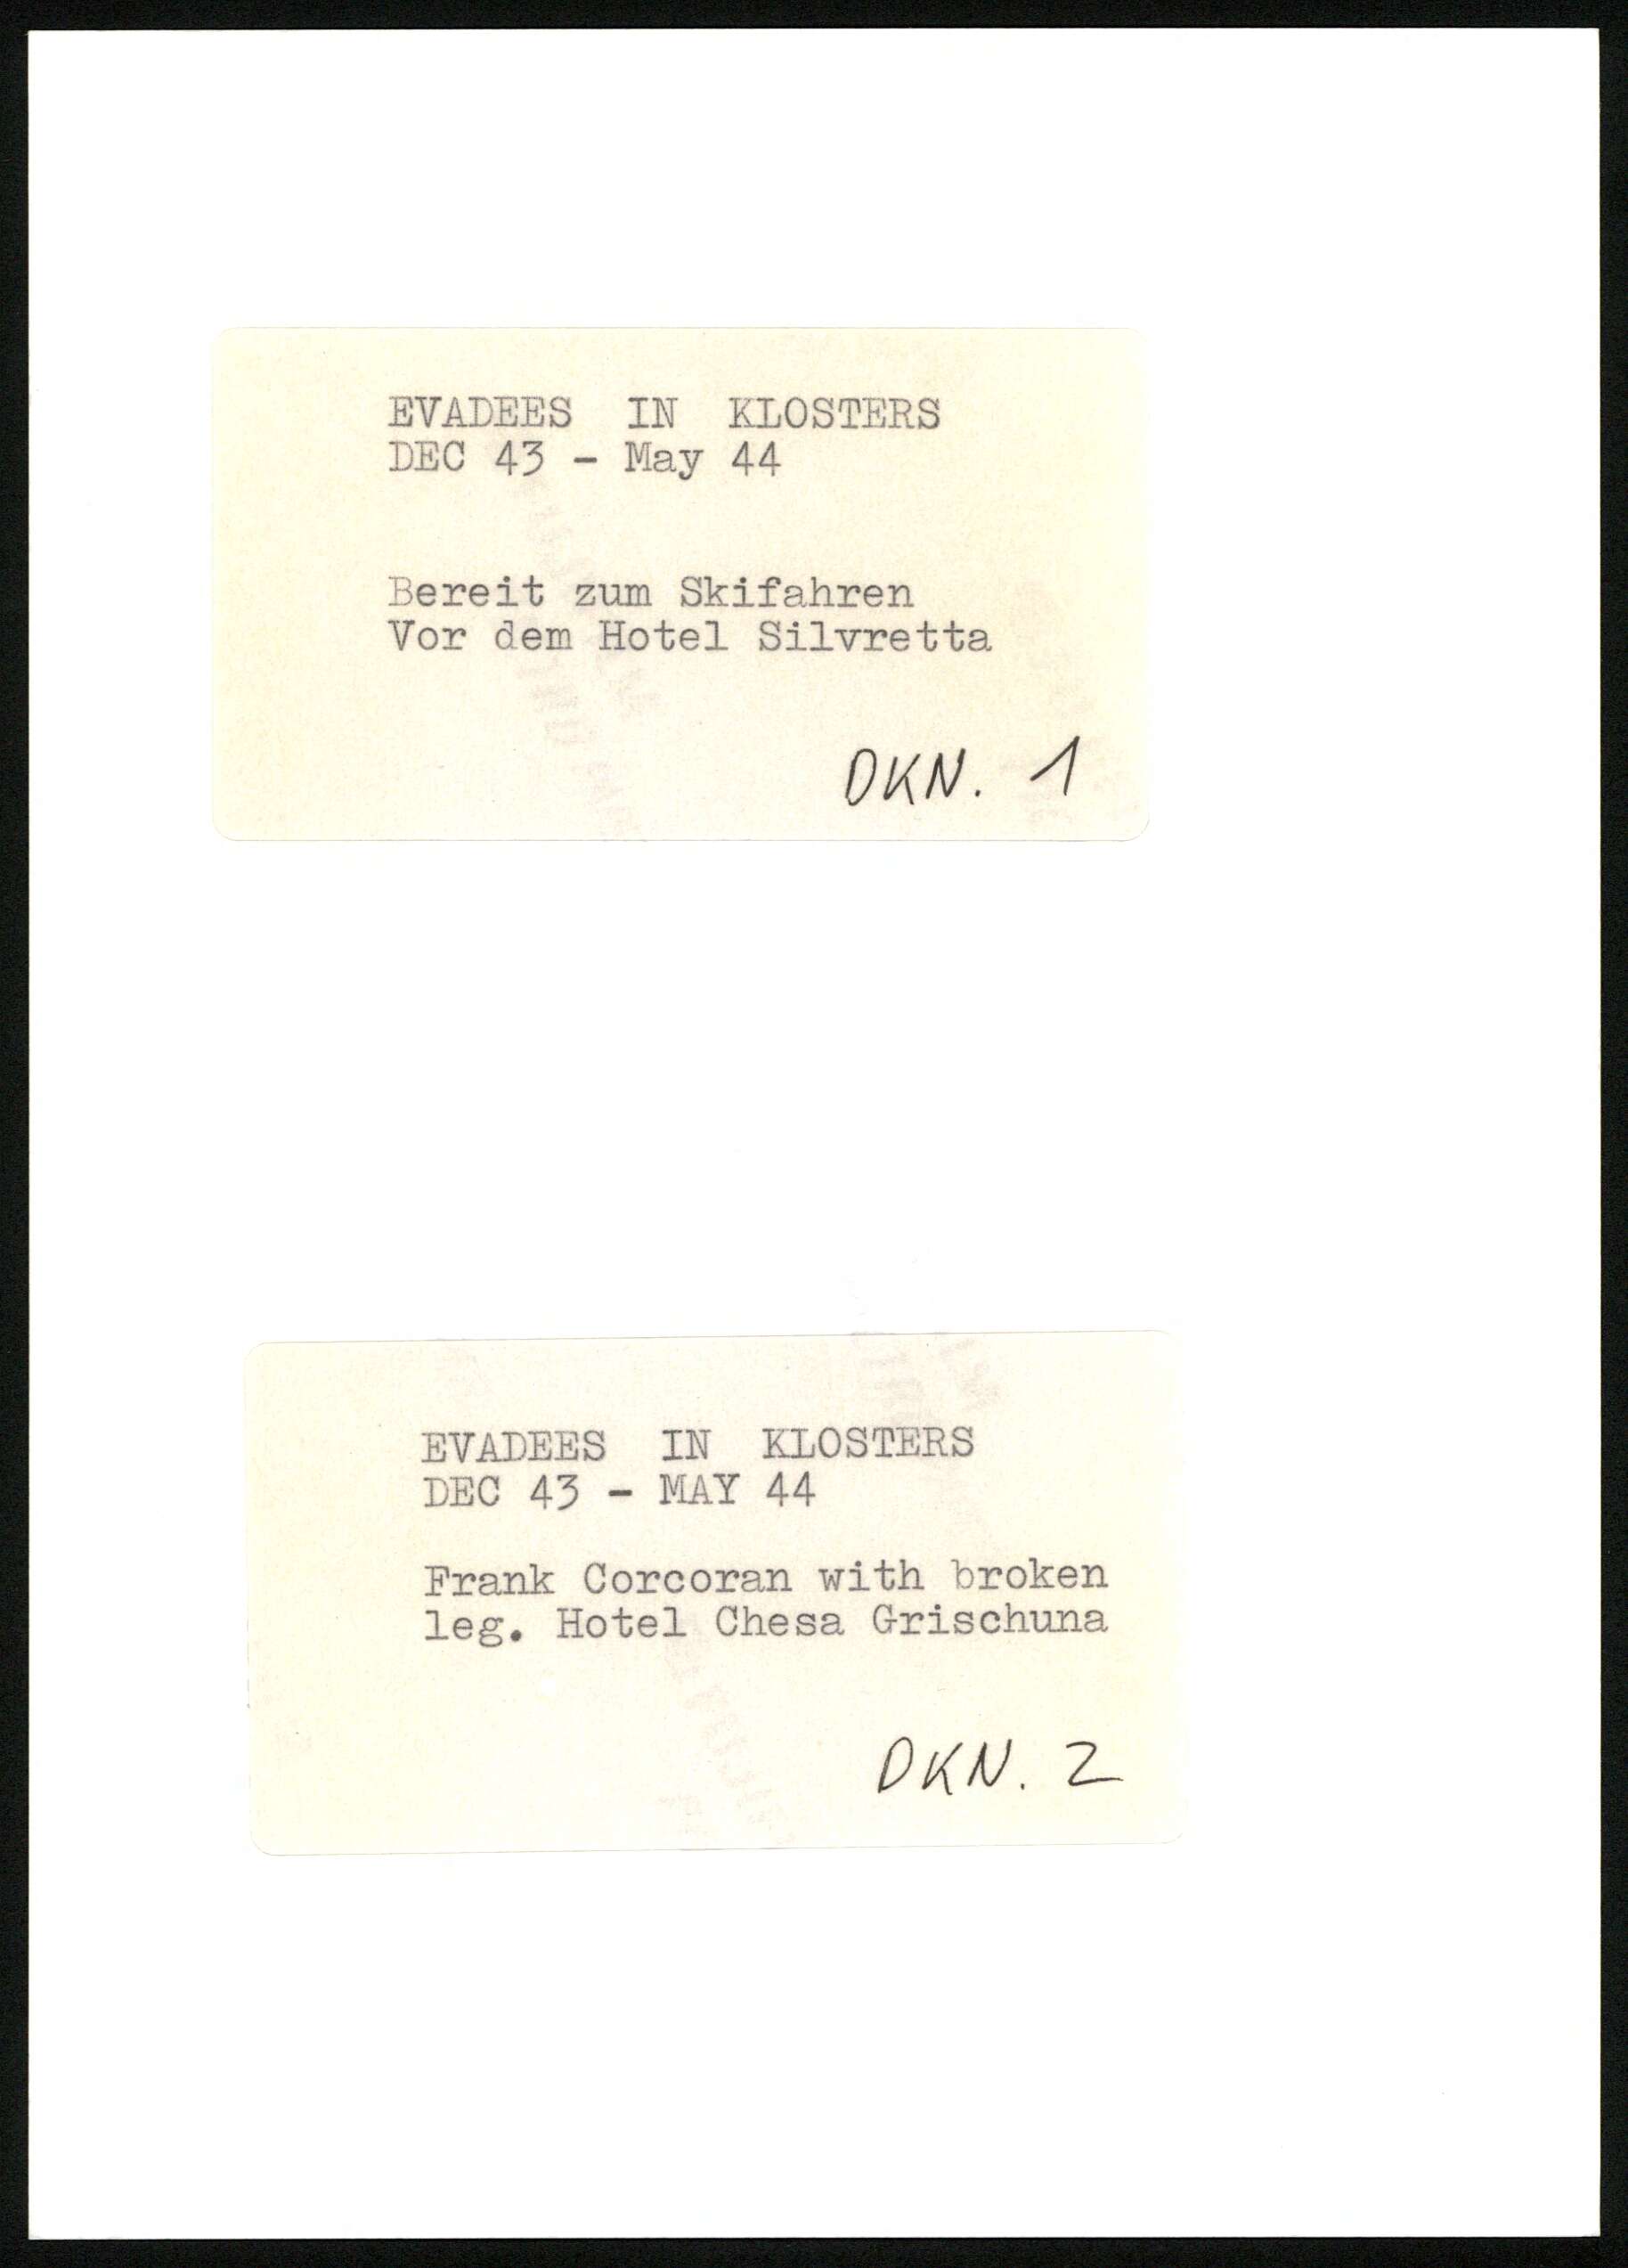 EVADEES IN KLOSTERS
DEC 43 - May 44
Bereit zum Skifahren
Vor dem Hotel Silvretta
DKN. 1
EVADEES IN KLOSTERS
DEC 43 - MAY 44
Frank Corcoran with broken
leg. Hotel Chesa Grischuna
DKN. 2